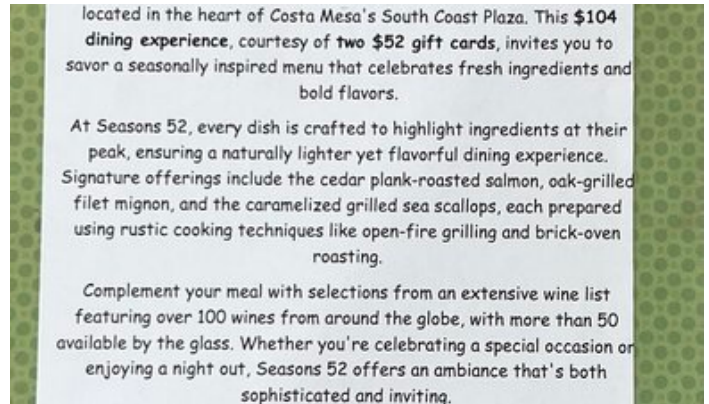 located in the heart of Costa Mesa's South Coast Plaza. This $104
dining experience, courtesy of two $52 gift cards, invites you to
savor a seasonally inspired menu that celebrates fresh ingredients and
bold flavors.
At Seasons 52, every dish is crafted to highlight ingredients at their
peak, ensuring a naturally lighter yet flavorful dining experience.
Signature offerings include the cedar plank-roasted salmon, oak-grilled
filet mignon, and the caramelized grilled sea scallops, each prepared
using rustic cooking techniques like open-fire grilling and brick-oven
roasting.
Complement your meal with selections from an extensive wine list
featuring over 100 wines from around the globe, with more than 50
available by the glass. Whether you're celebrating a special occasion or
enjoying a night out, Seasons 52 offers an ambiance that's both
sophisticated and inviting.